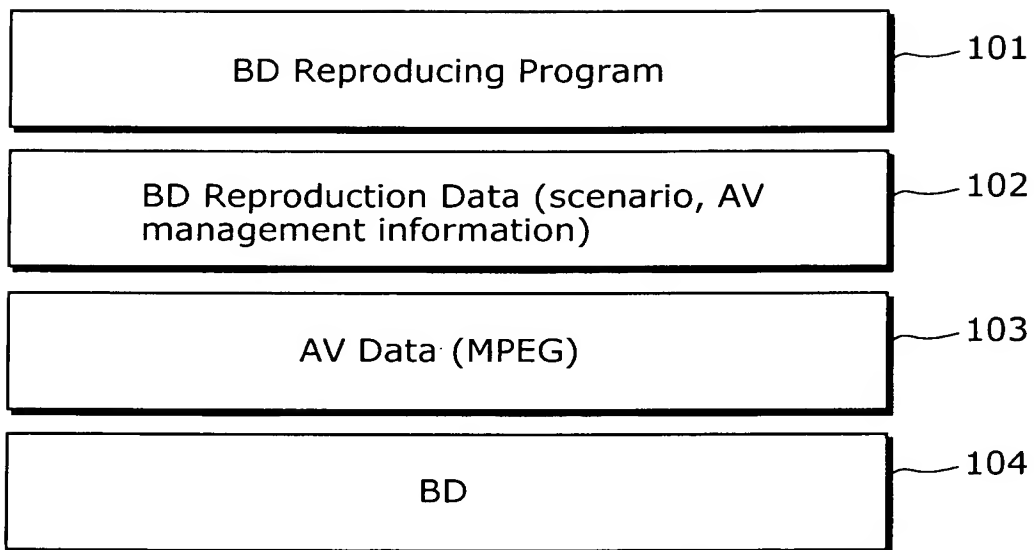 BD Reproducing Program
101
BD Reproduction Data (scenario, AV
management information)
102
AV Data (MPEG)
103
BD
104